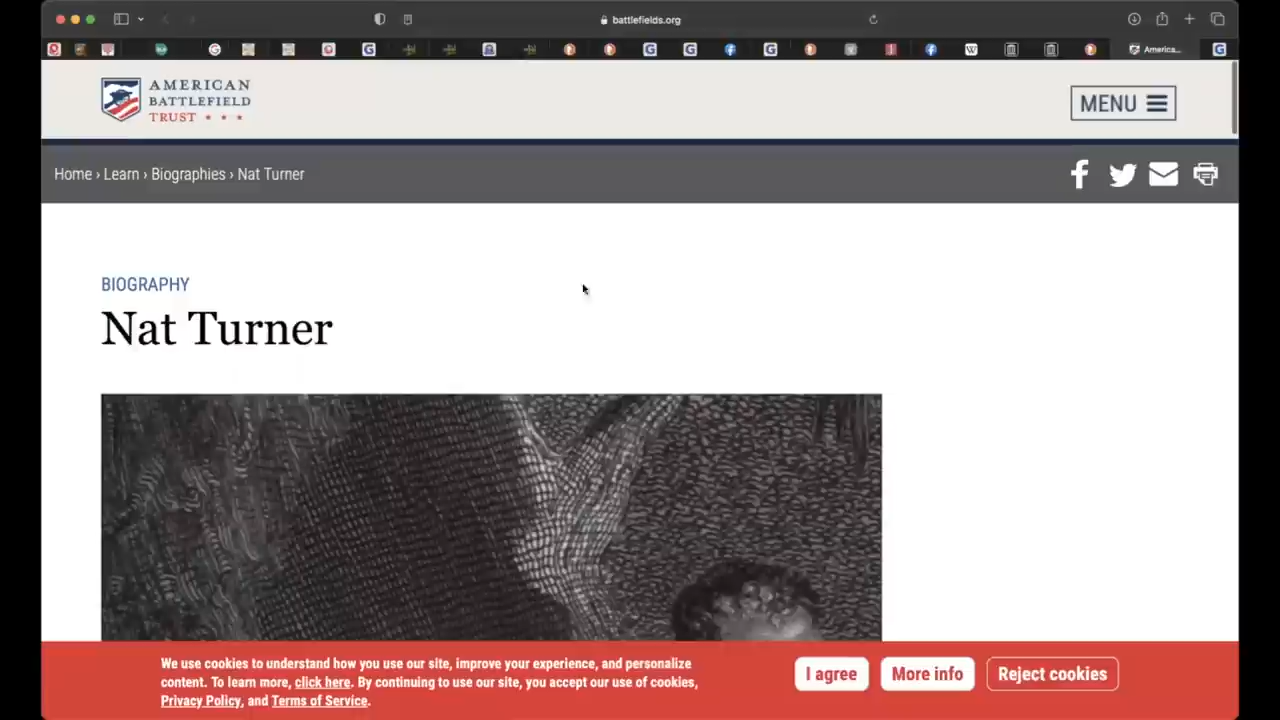 battlefields.org
America...
AMERICAN
BATTLEFIELD
TRUST
MENU
Home › Learn › Biographies › Nat Turner
BIOGRAPHY
Nat Turner
We use cookies to understand how you use our site, improve your experience, and personalize
content. To learn more, click here. By continuing to use our site, you accept our use of cookies,
Privacy Policy, and Terms of Service.
I agree
More info
Reject cookies